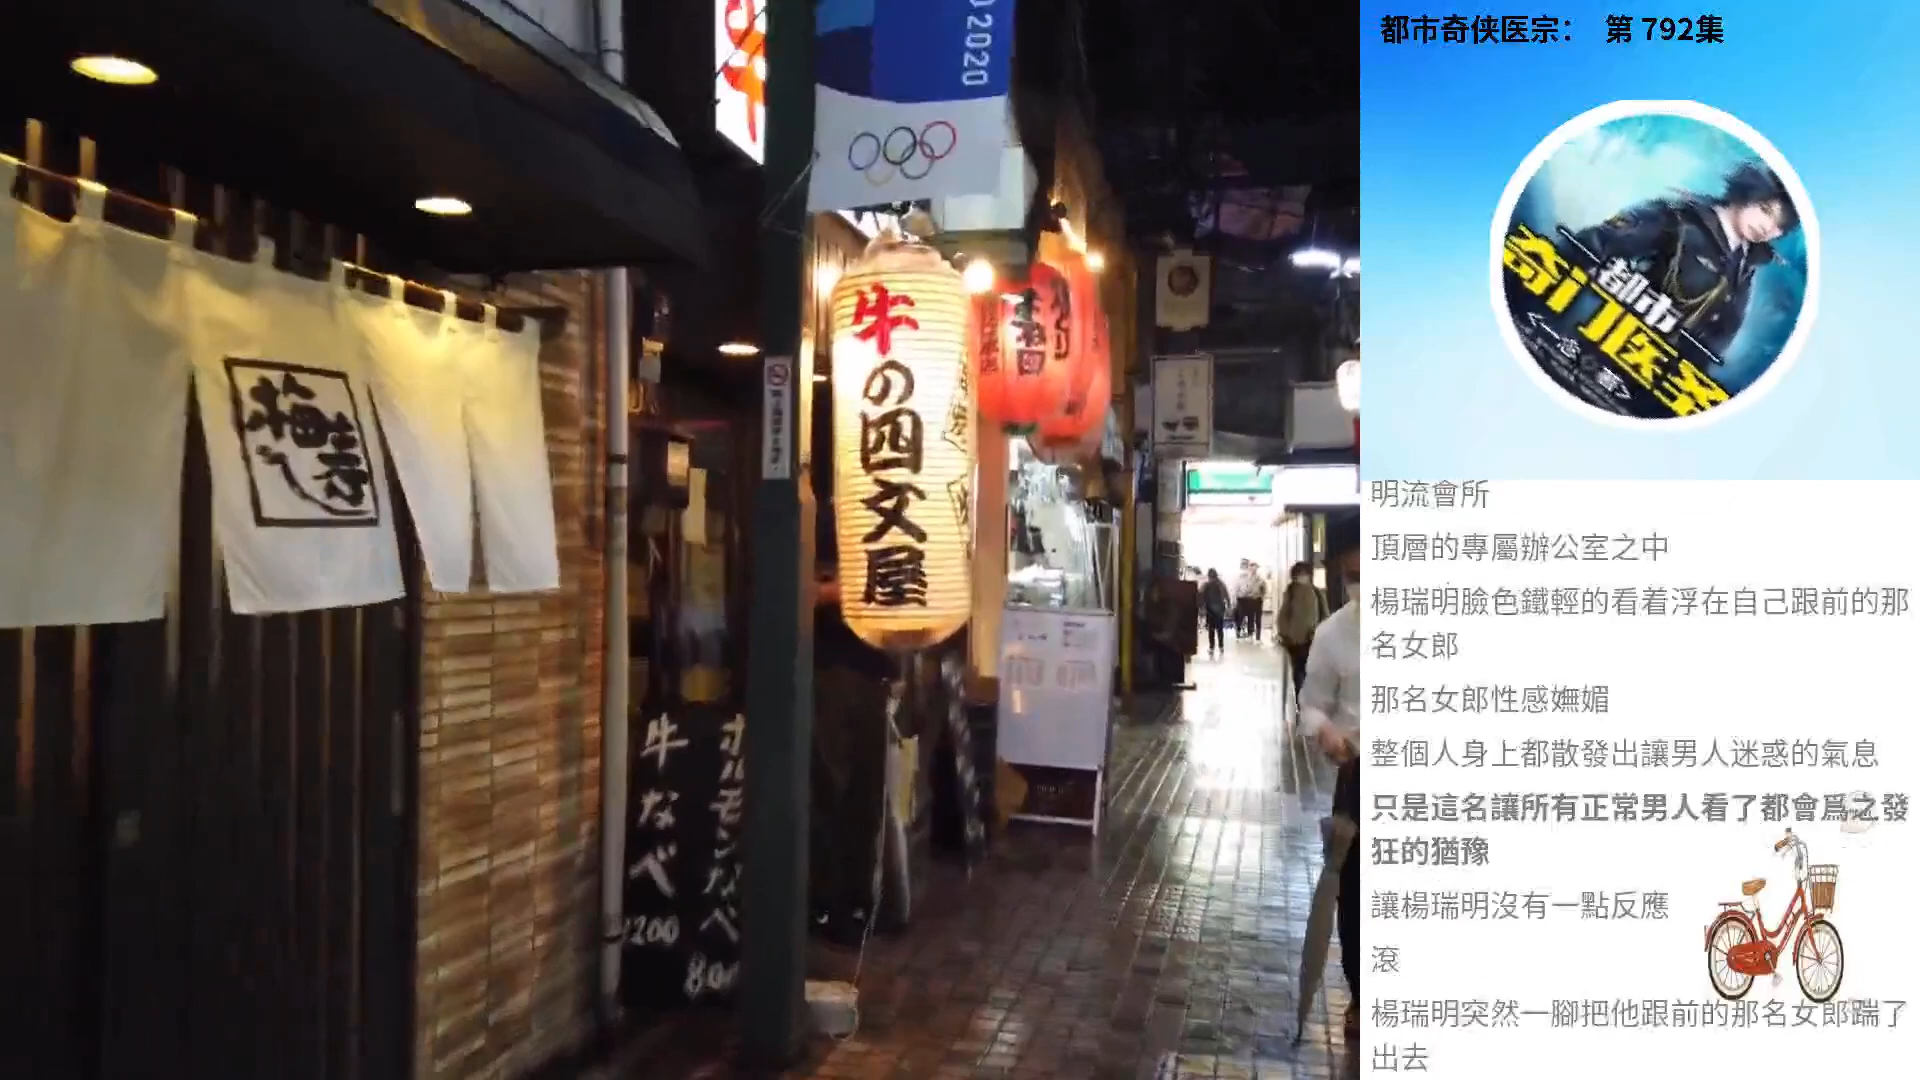 2020
牛
の
四
文
屋
梅
し
牛なべ
ホルモンなべ
1200
都市奇侠医宗： 第 792集
都市
奇门医圣
明流會所
頂層的專屬辦公室之中
楊瑞明臉色鐵輕的看着浮在自己跟前的那
名女郎
那名女郎性感嫵媚
整個人身上都散發出讓男人迷惑的氣息
只是這名讓所有正常男人看了都會爲之發
狂的猶豫
讓楊瑞明沒有一點反應
滾
楊瑞明突然一腳把他跟前的那名女郎踹了
出去